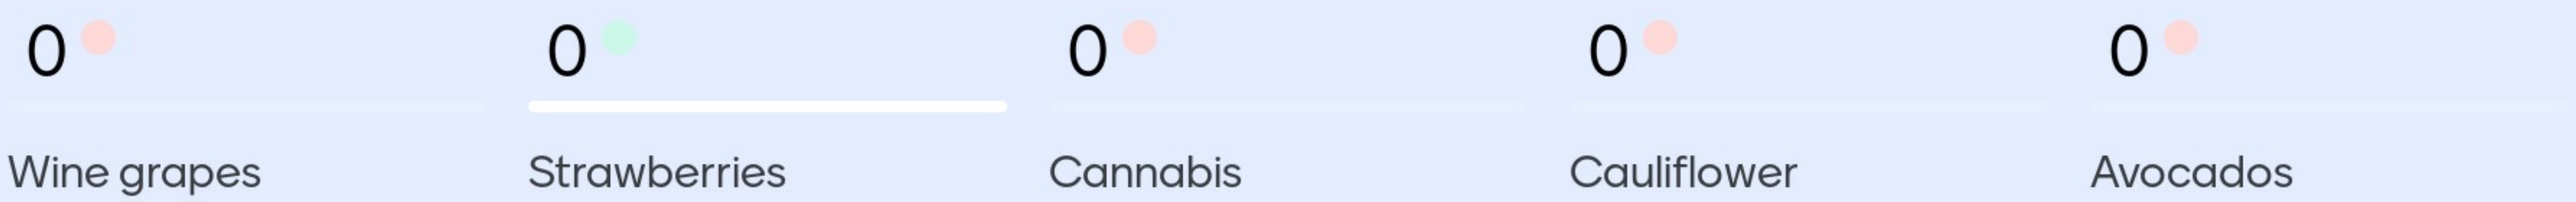 0 0 0 0 0
Wine grapes Strawberries Cannabis Cauliflower Avocados